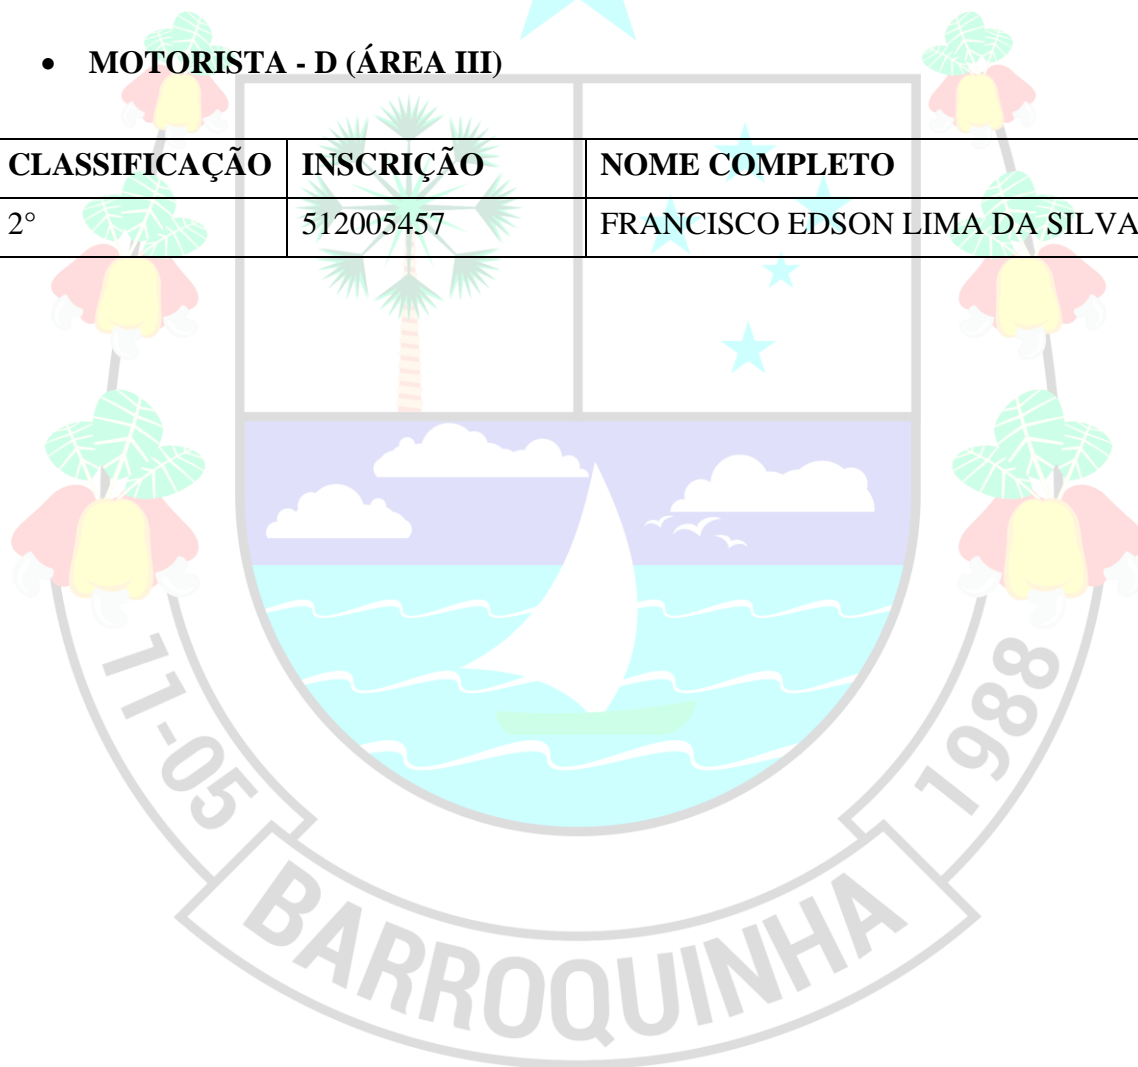 • MOTORISTA - D (ÁREA III)
CLASSIFICAÇÃO INSCRIÇÃO NOME COMPLETO
2° 512005457 FRANCISCO EDSON LIMA DA SILVA
11-05 1988
BARROQUINHA